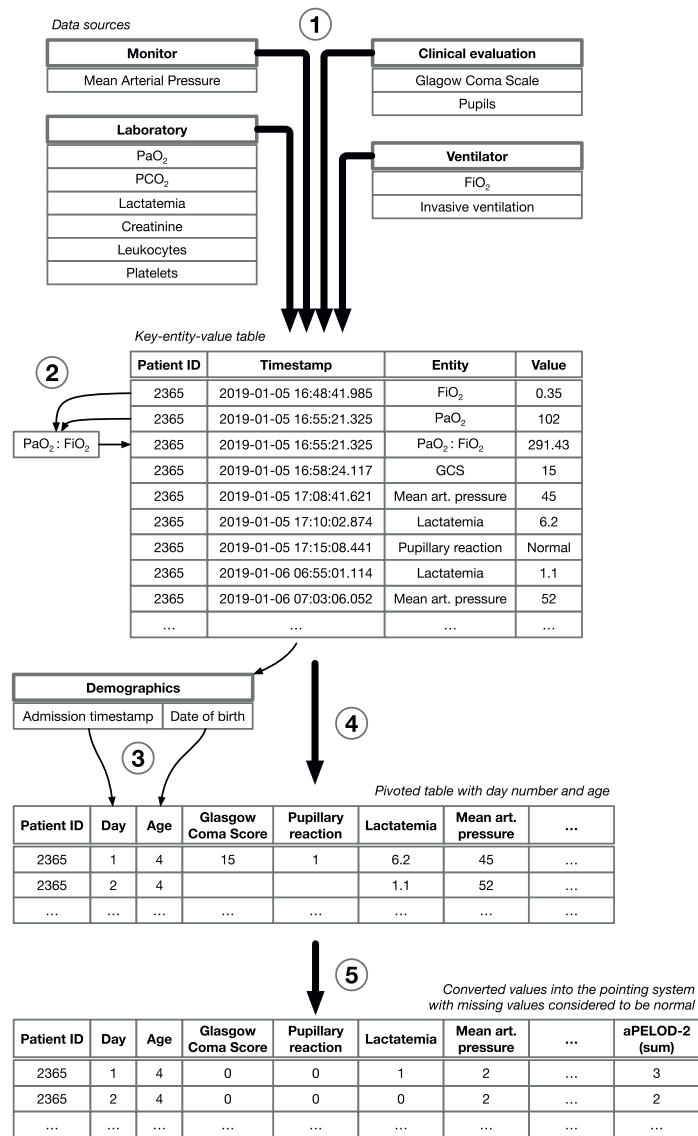 Data sources
1
Monitor
Mean Arterial Pressure
Clinical evaluation
Glagow Coma Scale
Pupils
Laboratory
PaO₂
PCO₂
Lactatemia
Creatinine
Leukocytes
Platelets
Ventilator
FiO₂
Invasive ventilation
Key-entity-value table
2
PaO₂ : FiO₂
Patient ID Timestamp Entity Value
2365 2019-01-05 16:48:41.985 FiO₂ 0.35
2365 2019-01-05 16:55:21.325 PaO₂ 102
2365 2019-01-05 16:55:21.325 PaO₂ : FiO₂ 291.43
2365 2019-01-05 16:58:24.117 GCS 15
2365 2019-01-05 17:08:41.621 Mean art. pressure 45
2365 2019-01-05 17:10:02.874 Lactatemia 6.2
2365 2019-01-05 17:15:08.441 Pupillary reaction Normal
2365 2019-01-06 06:55:01.114 Lactatemia 1.1
2365 2019-01-06 07:03:06.052 Mean art. pressure 52
... ... ... ...
Demographics
Admission timestamp Date of birth
3
4
Pivoted table with day number and age
Patient ID Day Age Glasgow Coma Score Pupillary reaction Lactatemia Mean art. pressure ...
2365 1 4 15 1 6.2 45 ...
2365 2 4 1.1 52 ...
... ... ... ... ... ... ... ...
5
Converted values into the pointing system
with missing values considered to be normal
Patient ID Day Age Glasgow Coma Score Pupillary reaction Lactatemia Mean art. pressure ... aPELOD-2 (sum)
2365 1 4 0 0 1 2 ... 3
2365 2 4 0 0 0 2 ... 2
... ... ... ... ... ... ... ... ...